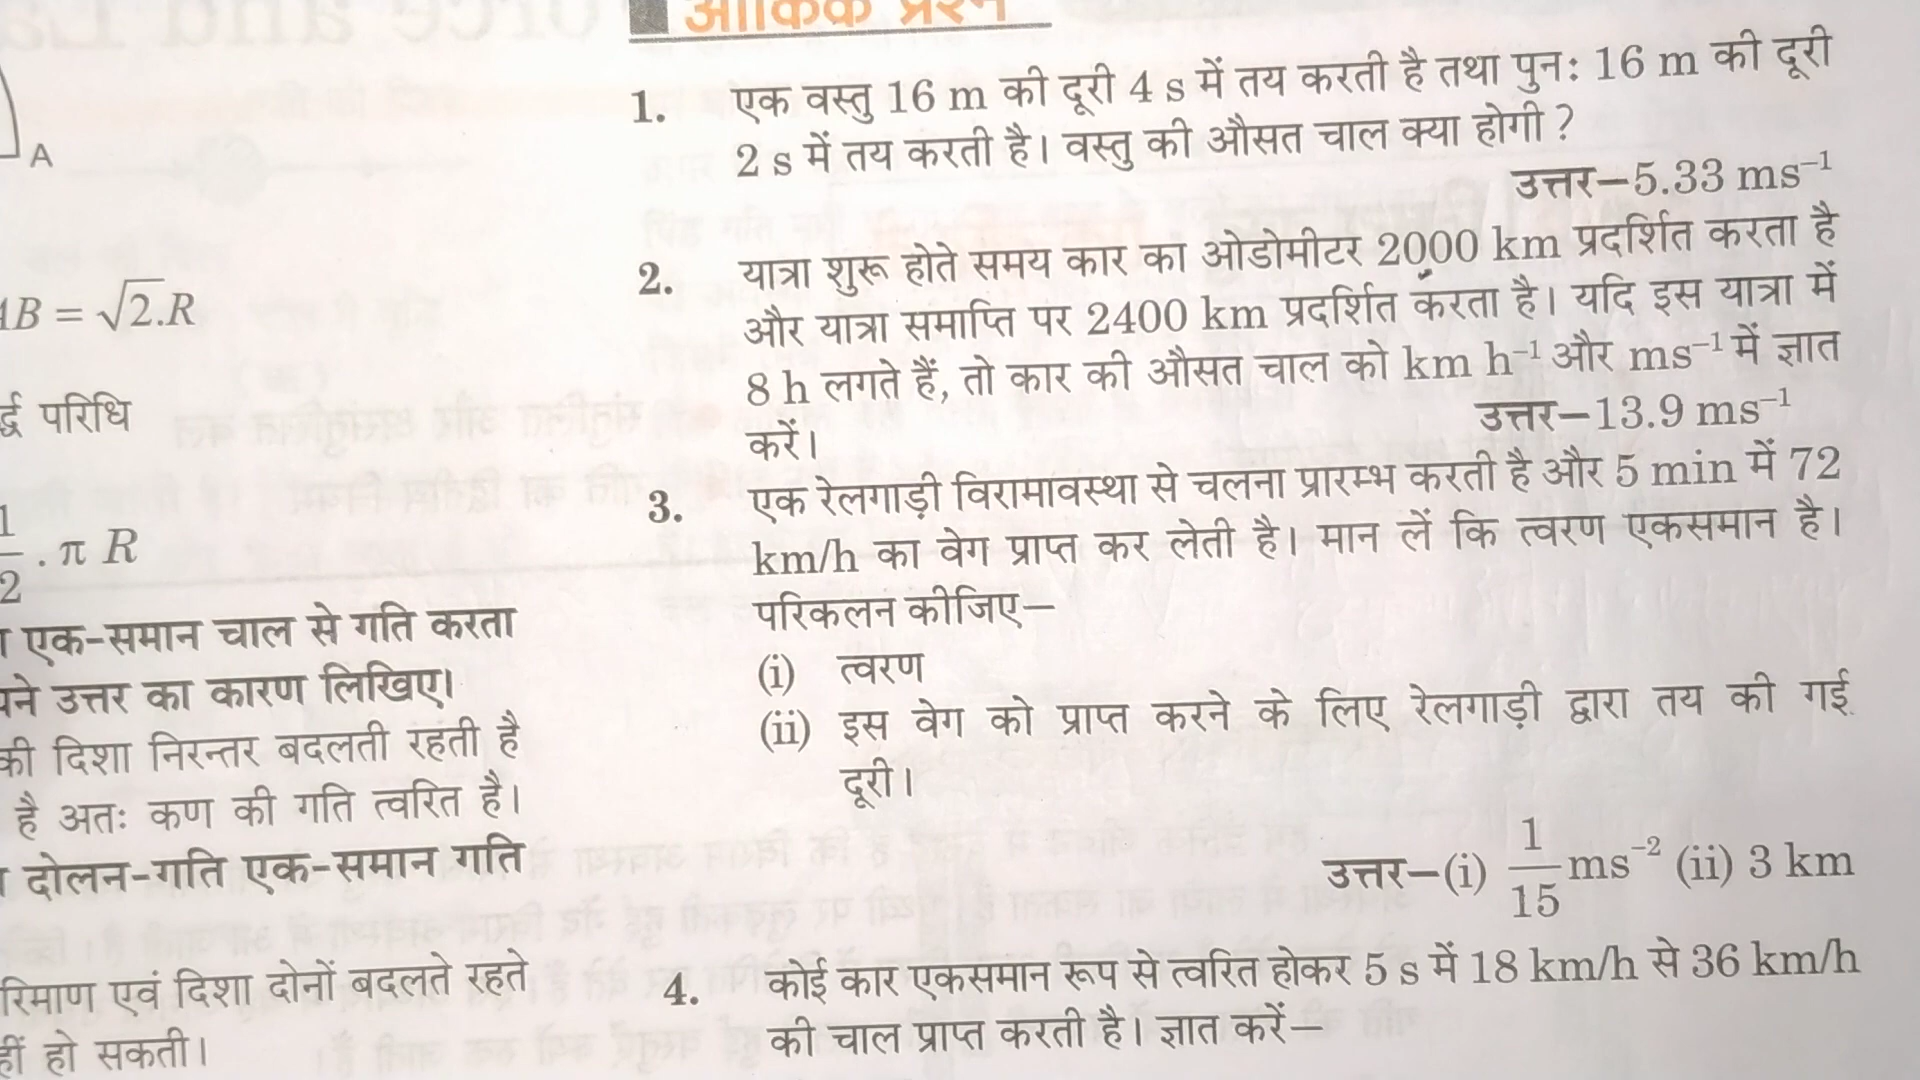 आंकिक प्रश्न
A
B = √2.R
परिधि
1/2 . π R
एक-समान चाल से गति करता
उत्तर का कारण लिखिए।
की दिशा निरन्तर बदलती रहती है
है अतः कण की गति त्वरित है।
दोलन-गति एक-समान गति
एवं दिशा दोनों बदलते रहते
हो सकती।
1. एक वस्तु 16 m की दूरी 4 s में तय करती है तथा पुनः 16 m की दूरी
2 s में तय करती है। वस्तु की औसत चाल क्या होगी ?
उत्तर–5.33 ms⁻¹
2. यात्रा शुरू होते समय कार का ओडोमीटर 2000 km प्रदर्शित करता है
और यात्रा समाप्ति पर 2400 km प्रदर्शित करता है। यदि इस यात्रा में
8 h लगते हैं, तो कार की औसत चाल को km h⁻¹ और ms⁻¹ में ज्ञात
करें।
उत्तर–13.9 ms⁻¹
3. एक रेलगाड़ी विरामावस्था से चलना प्रारम्भ करती है और 5 min में 72
km/h का वेग प्राप्त कर लेती है। मान लें कि त्वरण एकसमान है।
परिकलन कीजिए–
(i) त्वरण
(ii) इस वेग को प्राप्त करने के लिए रेलगाड़ी द्वारा तय की गई
दूरी।
उत्तर–(i) 1/15 ms⁻² (ii) 3 km
4. कोई कार एकसमान रूप से त्वरित होकर 5 s में 18 km/h से 36 km/h
की चाल प्राप्त करती है। ज्ञात करें–